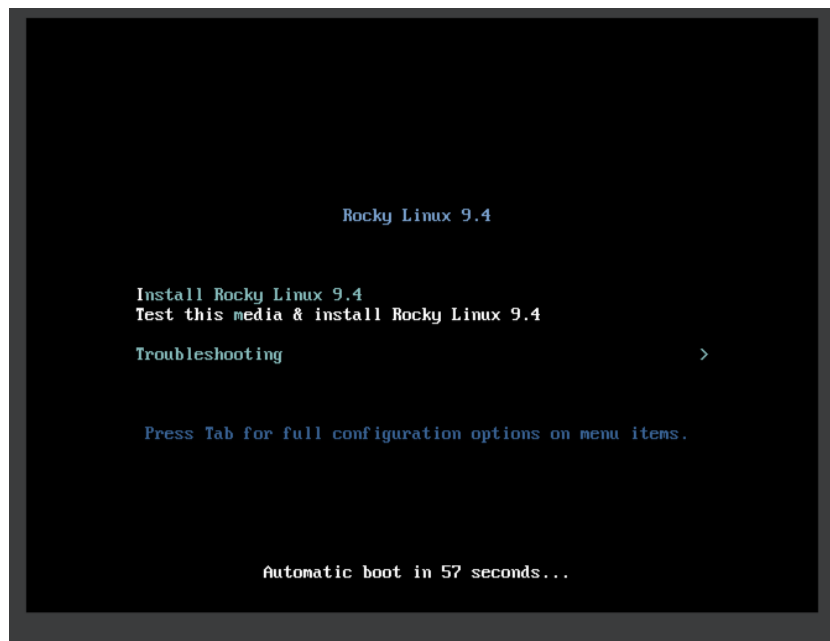 Rocky Linux 9.4
Install Rocky Linux 9.4
Test this media & install Rocky Linux 9.4
Troubleshooting >
Press Tab for full configuration options on menu items.
Automatic boot in 57 seconds...